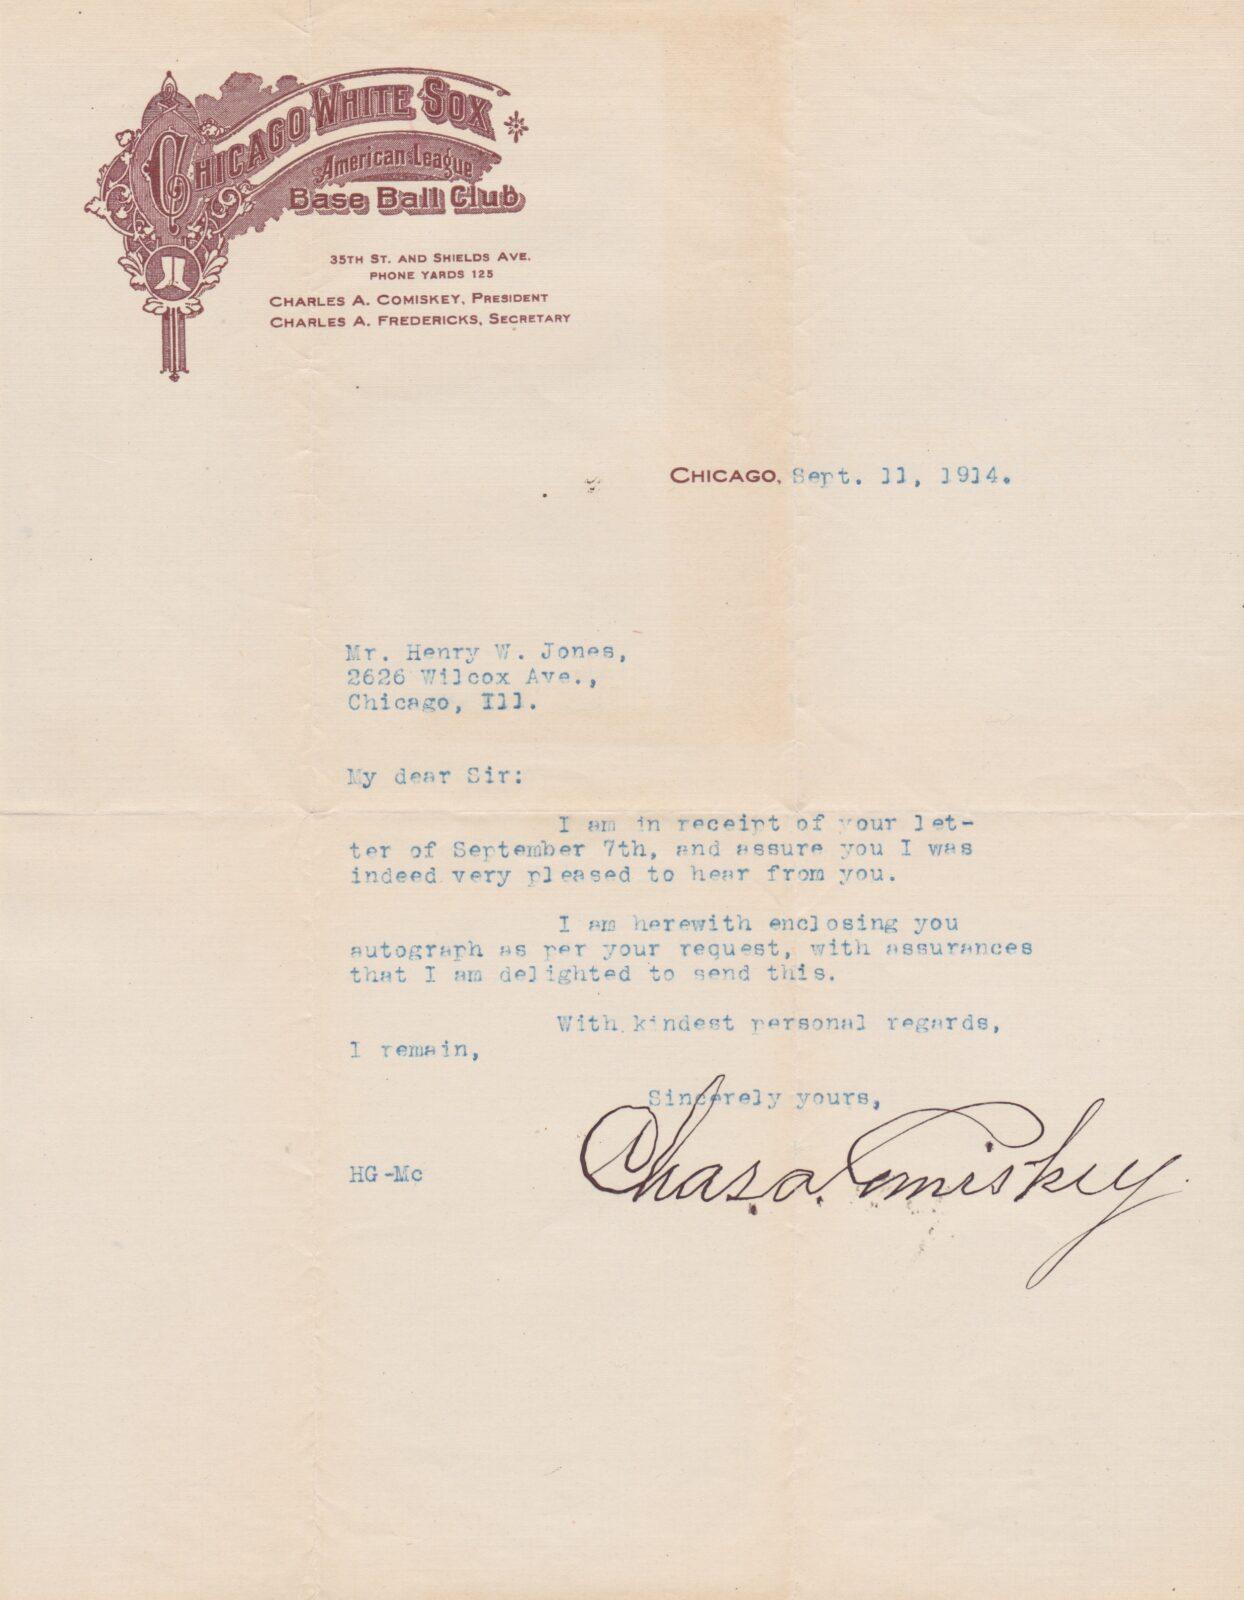 CHICAGO WHITE SOX
American League
Base Ball Club
35TH ST. AND SHIELDS AVE.
PHONE YARDS 125
CHARLES A. COMISKEY, PRESIDENT
CHARLES A. FREDERICKS, SECRETARY
CHICAGO, Sept. 11, 1914.
Mr. Henry W. Jones,
2626 Wilcox Ave.,
Chicago, Ill.
My dear Sir:
I am in receipt of your let-
ter of September 7th, and assure you I was
indeed very pleased to hear from you.
I am herewith enclosing you
autograph as per your request, with assurances
that I am delighted to send this.
With kindest personal regards,
I remain,
Sincerely yours,
Chas. a. Comiskey
HG-Mc